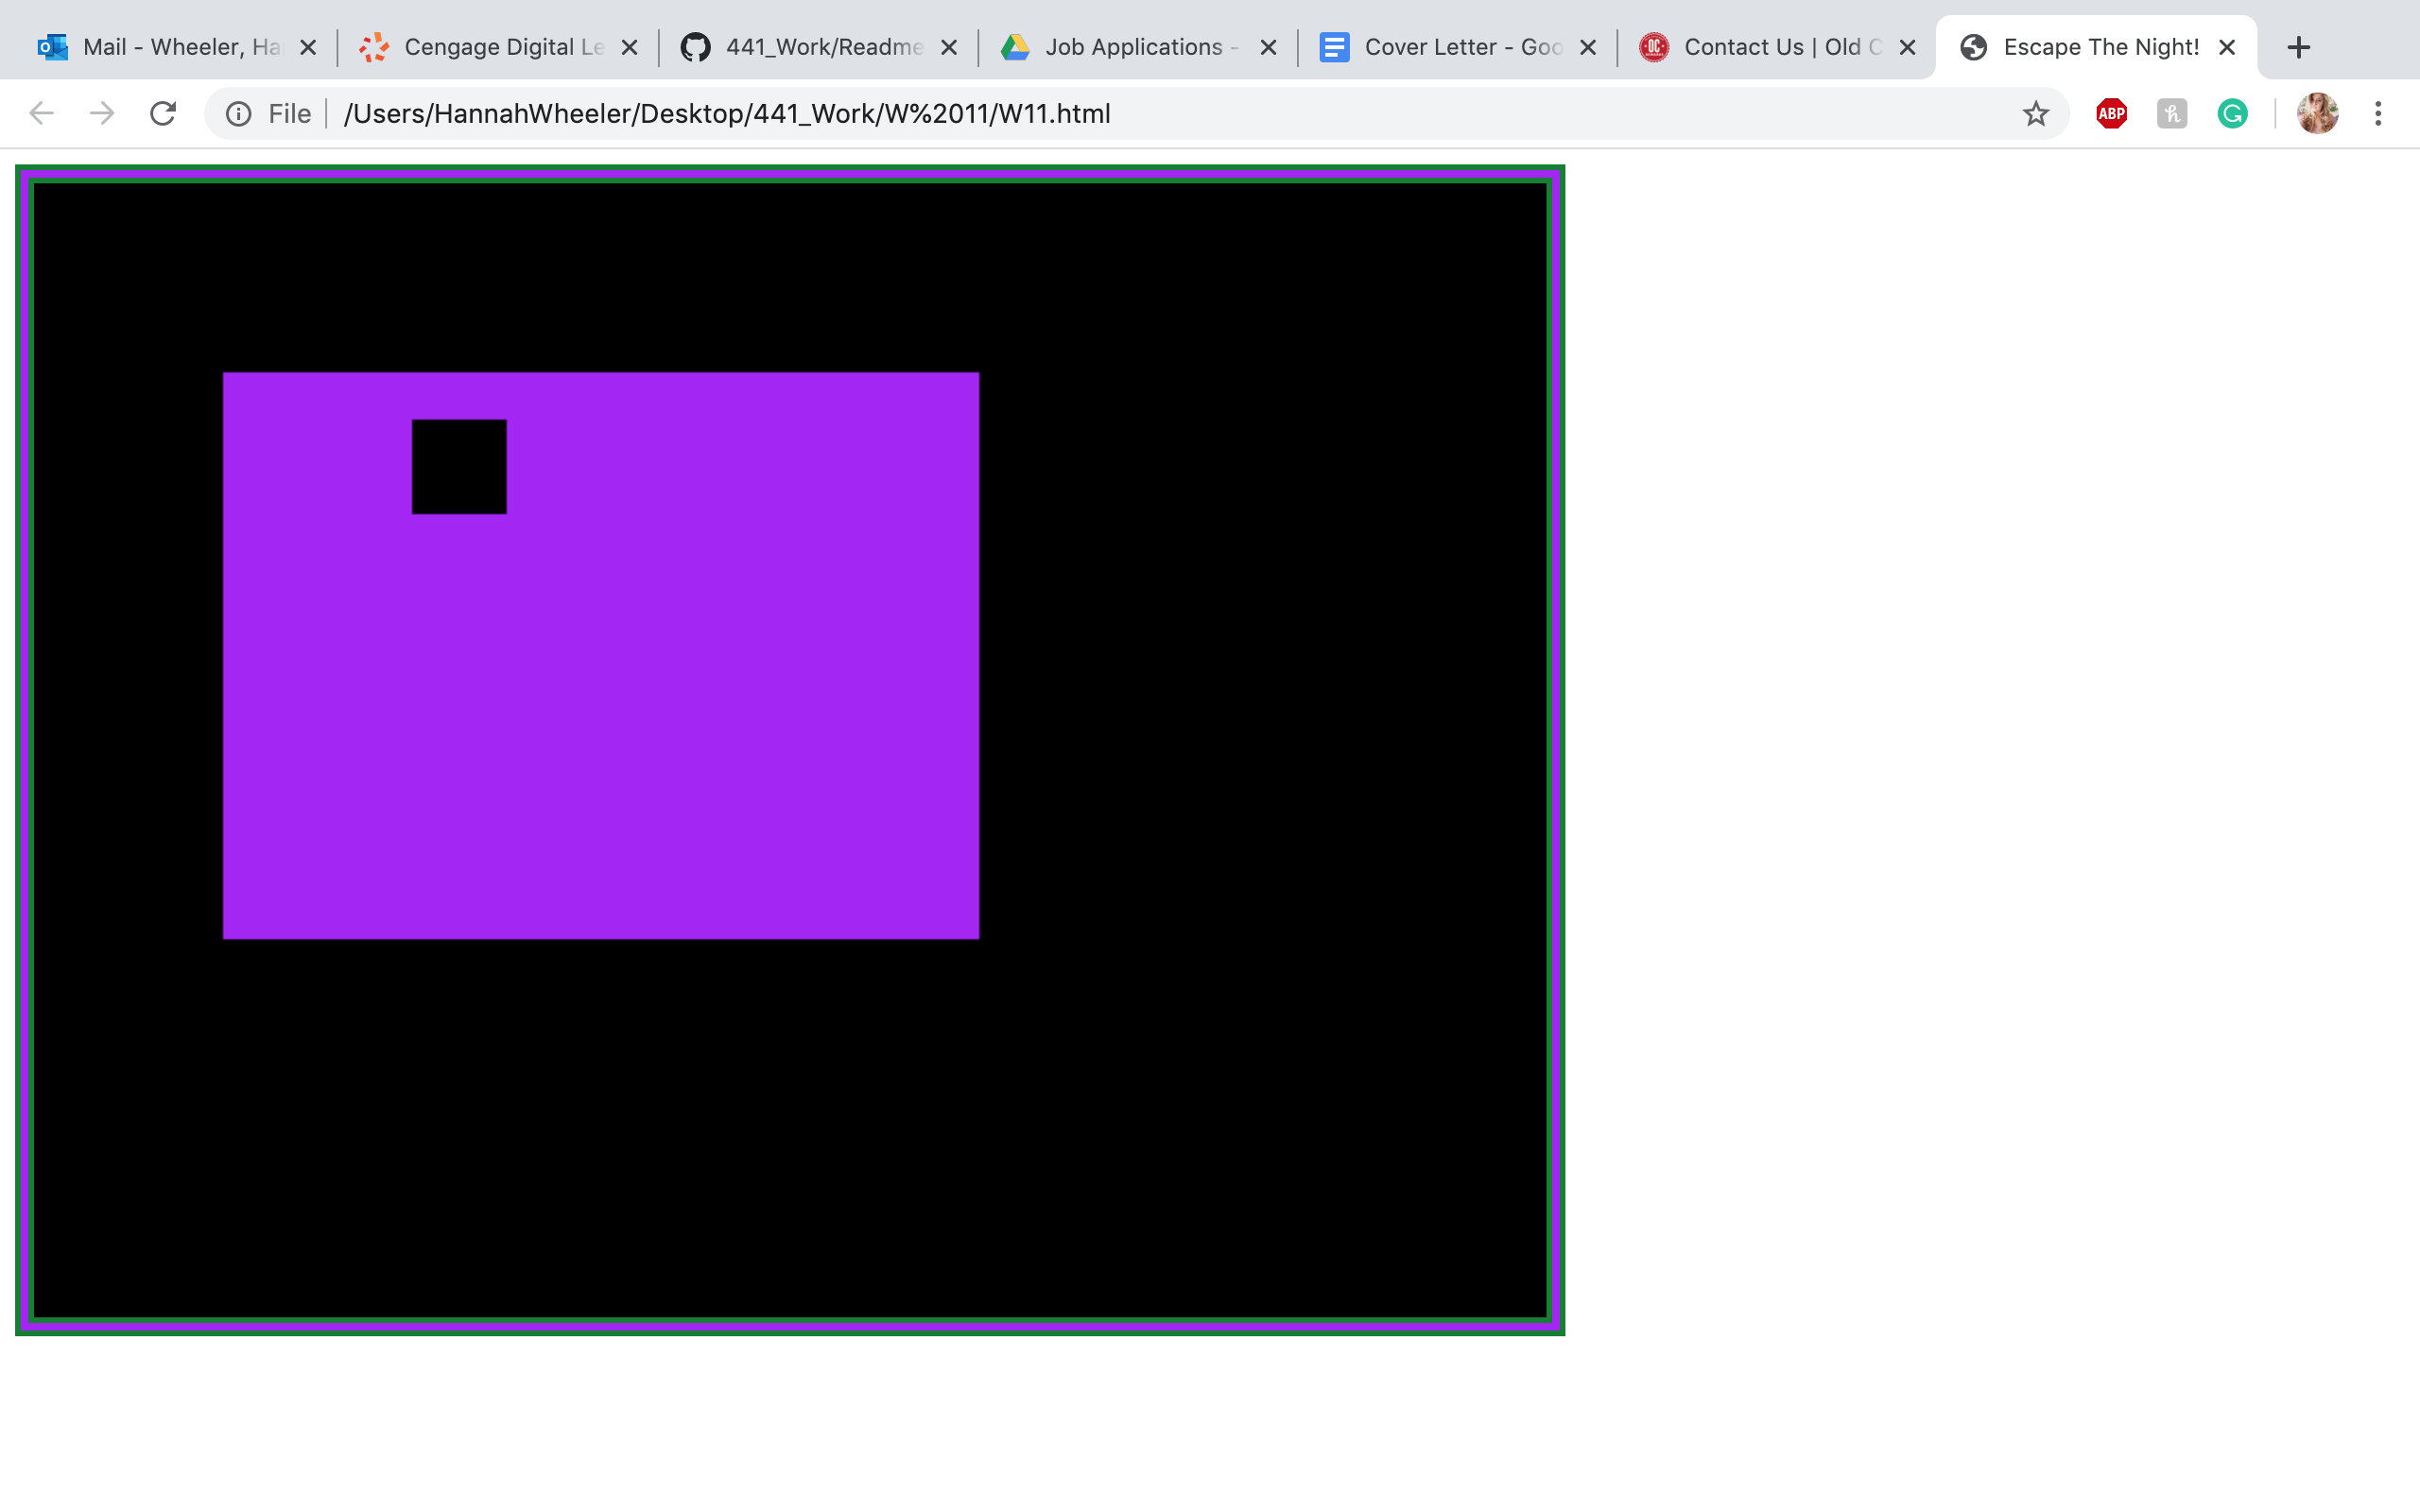 Mail - Wheeler, Ha
Cengage Digital Le
441_Work/Readme
Job Applications -
Cover Letter - Goo
Contact Us | Old C
Escape The Night!
File
/Users/HannahWheeler/Desktop/441_Work/W%2011/W11.html
ABP
OC